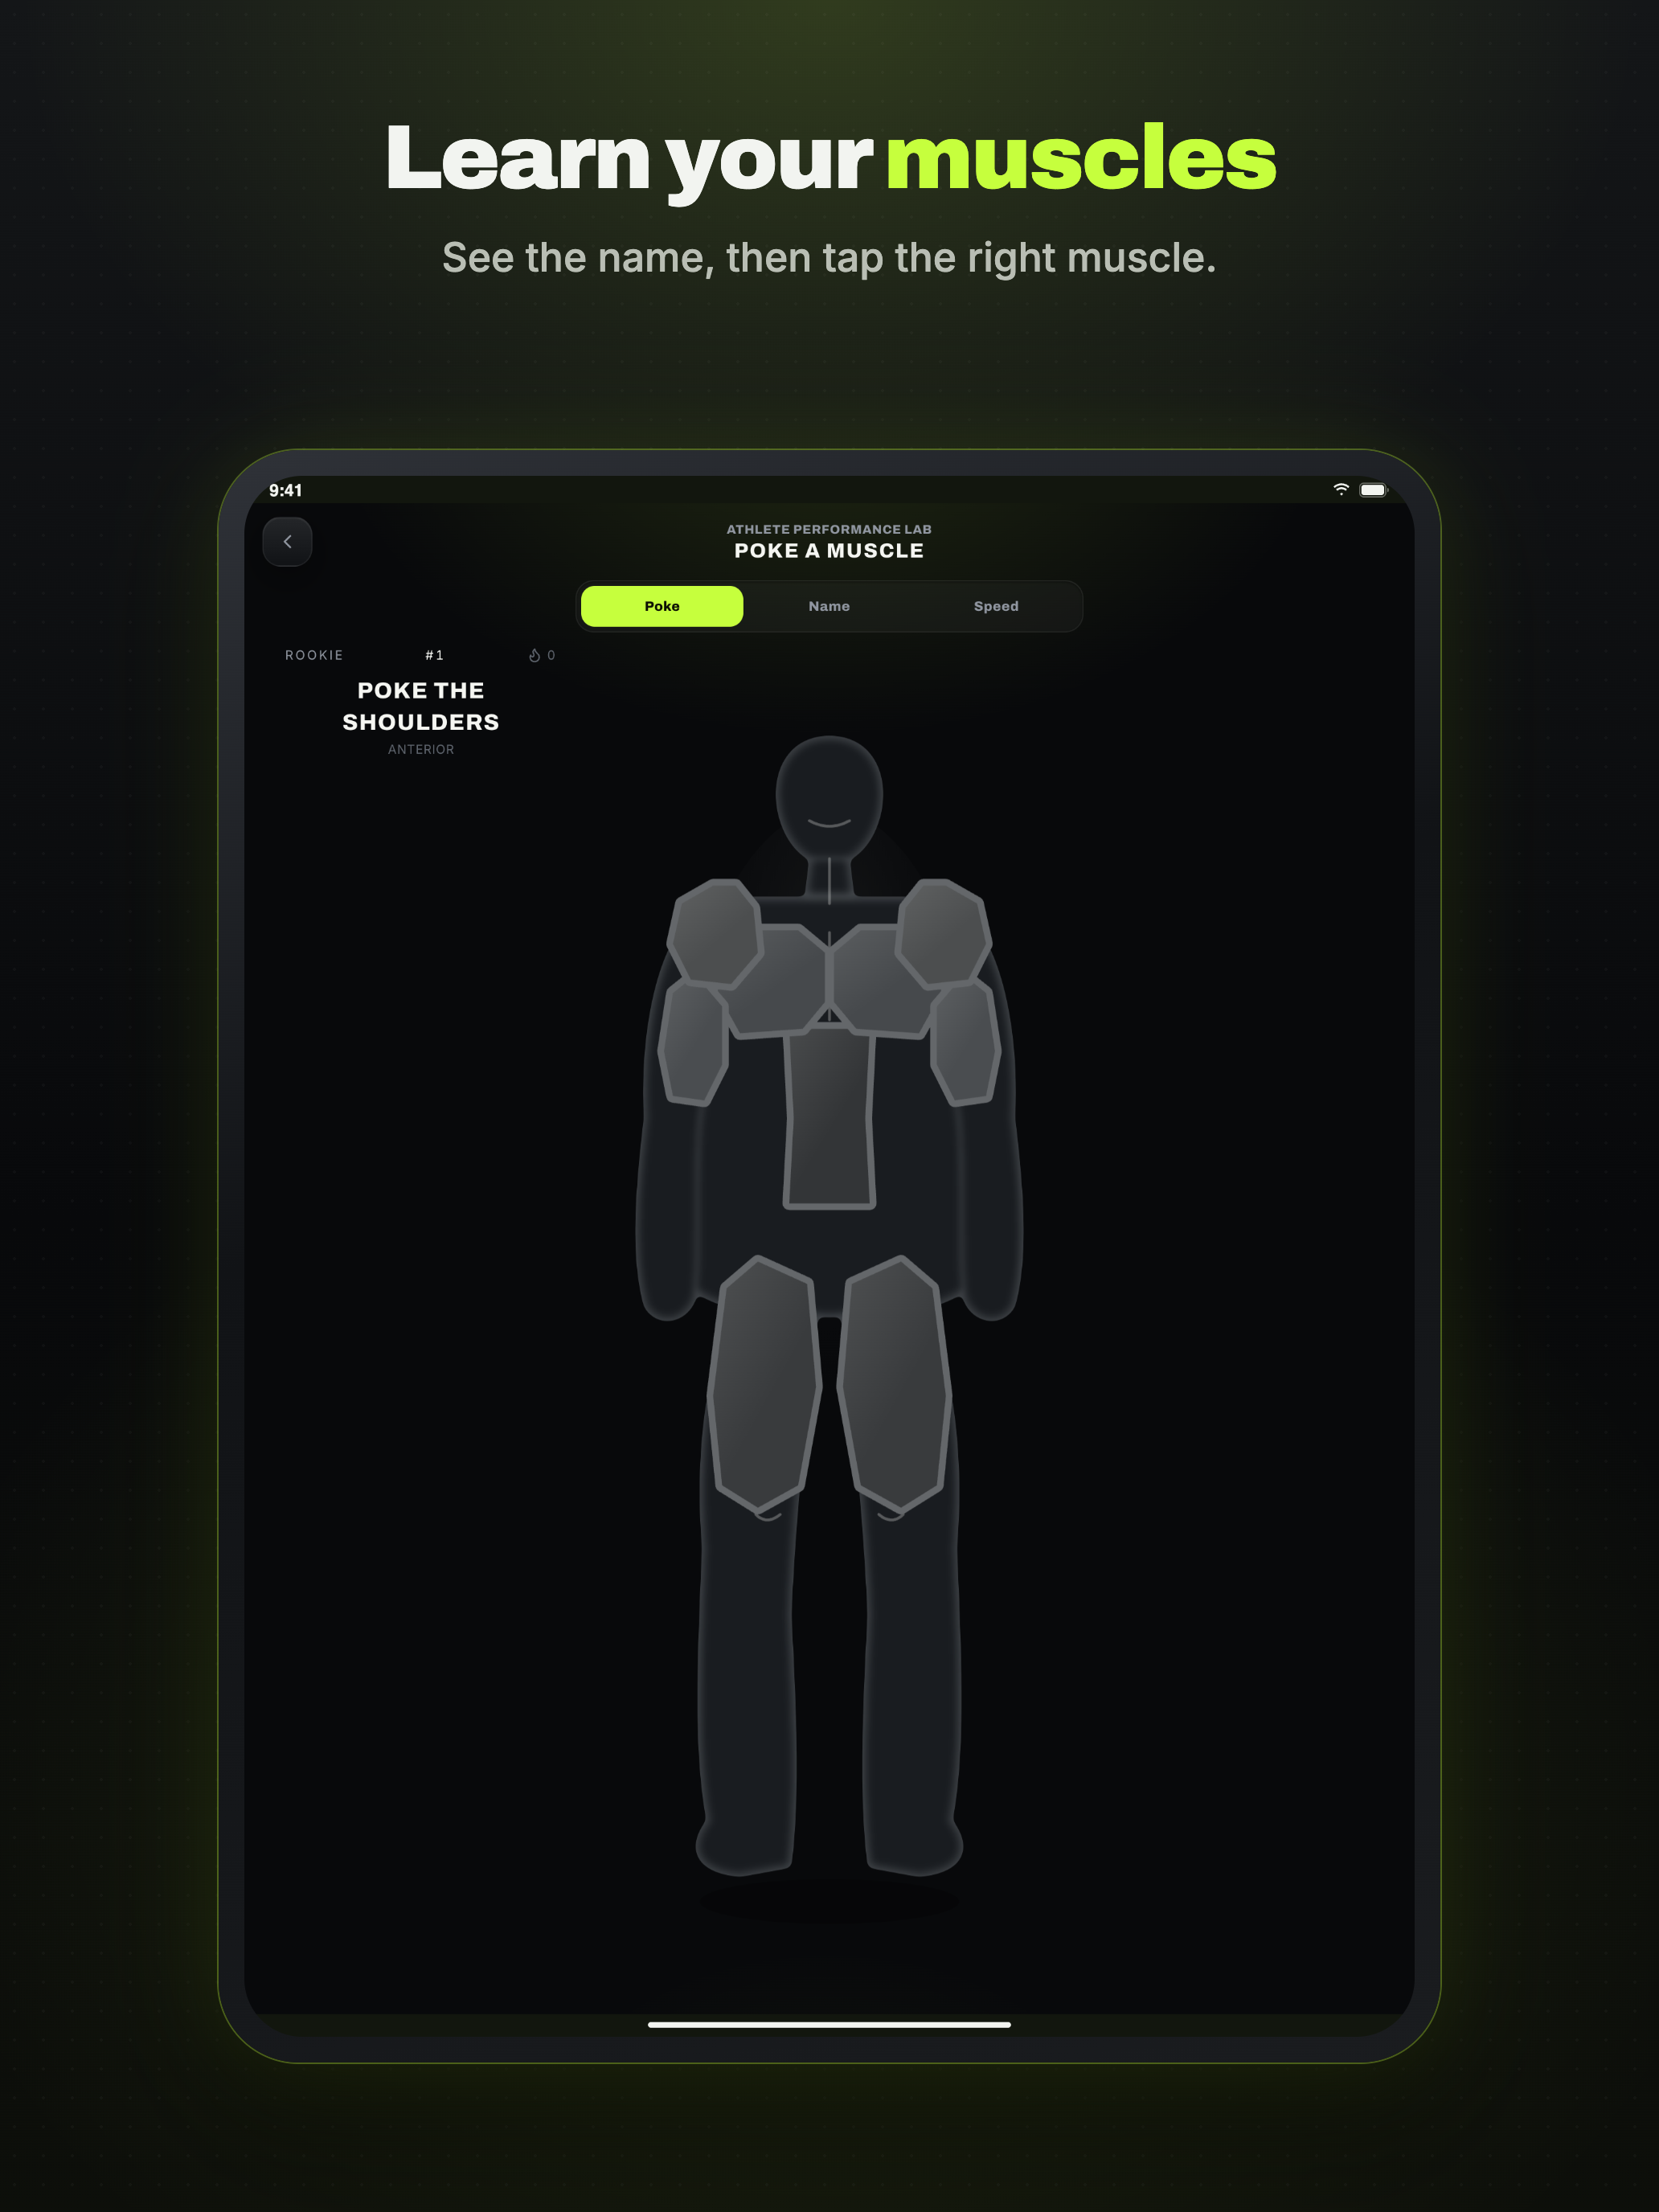 Learn your muscles
See the name, then tap the right muscle.
9:41
ATHLETE PERFORMANCE LAB
POKE A MUSCLE
Poke Name Speed
ROOKIE #1 0
POKE THE
SHOULDERS
ANTERIOR